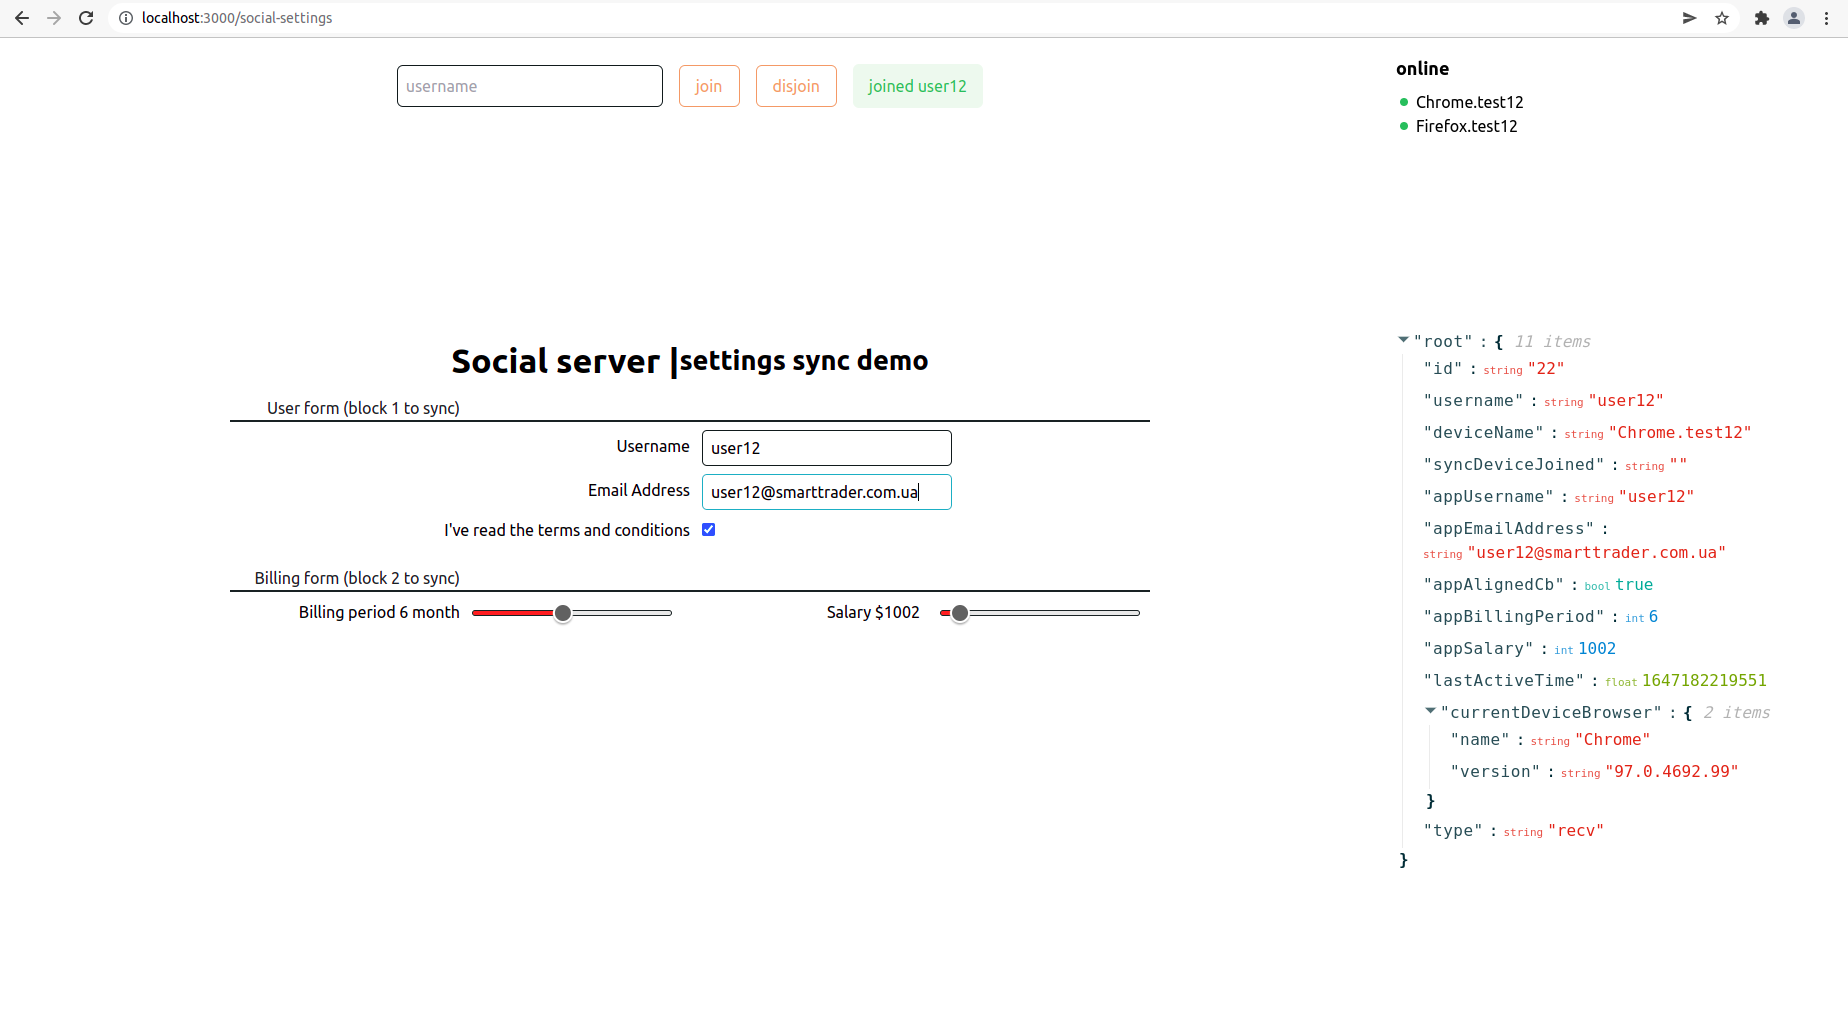 localhost:3000/social-settings
username
join
disjoin
joined user12
online
Chrome.test12
Firefox.test12
Social server |settings sync demo
User form (block 1 to sync)
Username
user12
Email Address
user12@smarttrader.com.ua
I've read the terms and conditions
Billing form (block 2 to sync)
Billing period 6 month
Salary $1002
"root" : { 11 items
"id" : string "22"
"username" : string "user12"
"deviceName" : string "Chrome.test12"
"syncDeviceJoined" : string ""
"appUsername" : string "user12"
"appEmailAddress" :
string "user12@smarttrader.com.ua"
"appAlignedCb" : bool true
"appBillingPeriod" : int 6
"appSalary" : int 1002
"lastActiveTime" : float 1647182219551
"currentDeviceBrowser" : { 2 items
"name" : string "Chrome"
"version" : string "97.0.4692.99"
}
"type" : string "recv"
}